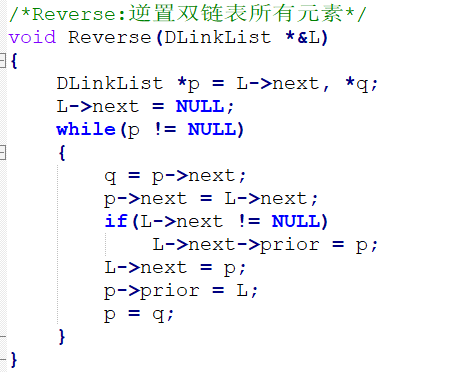 /*Reverse:逆置双链表所有元素*/
void Reverse(DLinkList *&L)
{
    DLinkList *p = L->next, *q;
    L->next = NULL;
    while(p != NULL)
    {
        q = p->next;
        p->next = L->next;
        if(L->next != NULL)
            L->next->prior = p;
        L->next = p;
        p->prior = L;
        p = q;
    }
}